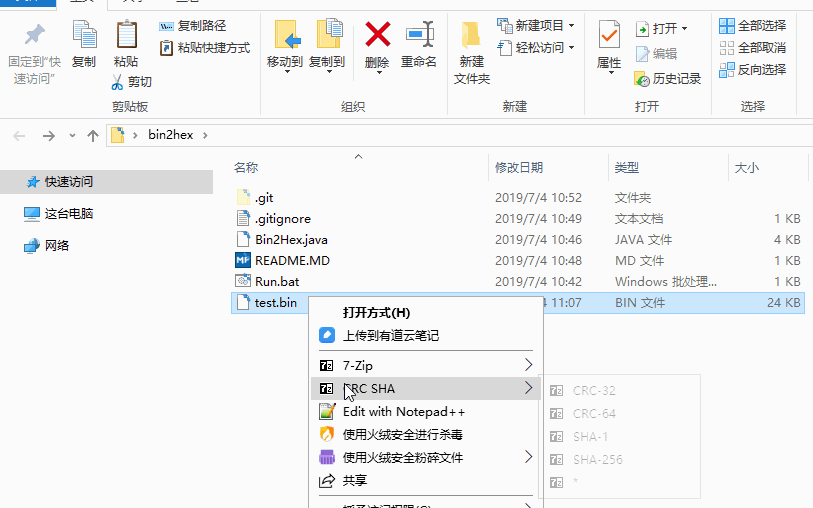 固定到"快
速访问"
复制
粘贴
复制路径
粘贴快捷方式
剪切
剪贴板
移动到
复制到
删除
重命名
组织
新建
文件夹
新建项目
轻松访问
新建
属性
打开
编辑
历史记录
打开
全部选择
全部取消
反向选择
选择
bin2hex
快速访问
这台电脑
网络
名称 修改日期 类型 大小
.git 2019/7/4 10:52 文件夹
.gitignore 2019/7/4 10:49 文本文档 1 KB
Bin2Hex.java 2019/7/4 10:46 JAVA 文件 4 KB
README.MD 2019/7/4 10:48 MD 文件 1 KB
Run.bat 2019/7/4 10:42 Windows 批处理... 1 KB
test.bin 4 11:07 BIN 文件 24 KB
打开方式(H)
上传到有道云笔记
7-Zip
CRC SHA
Edit with Notepad++
使用火绒安全进行杀毒
使用火绒安全粉碎文件
共享
CRC-32
CRC-64
SHA-1
SHA-256
*